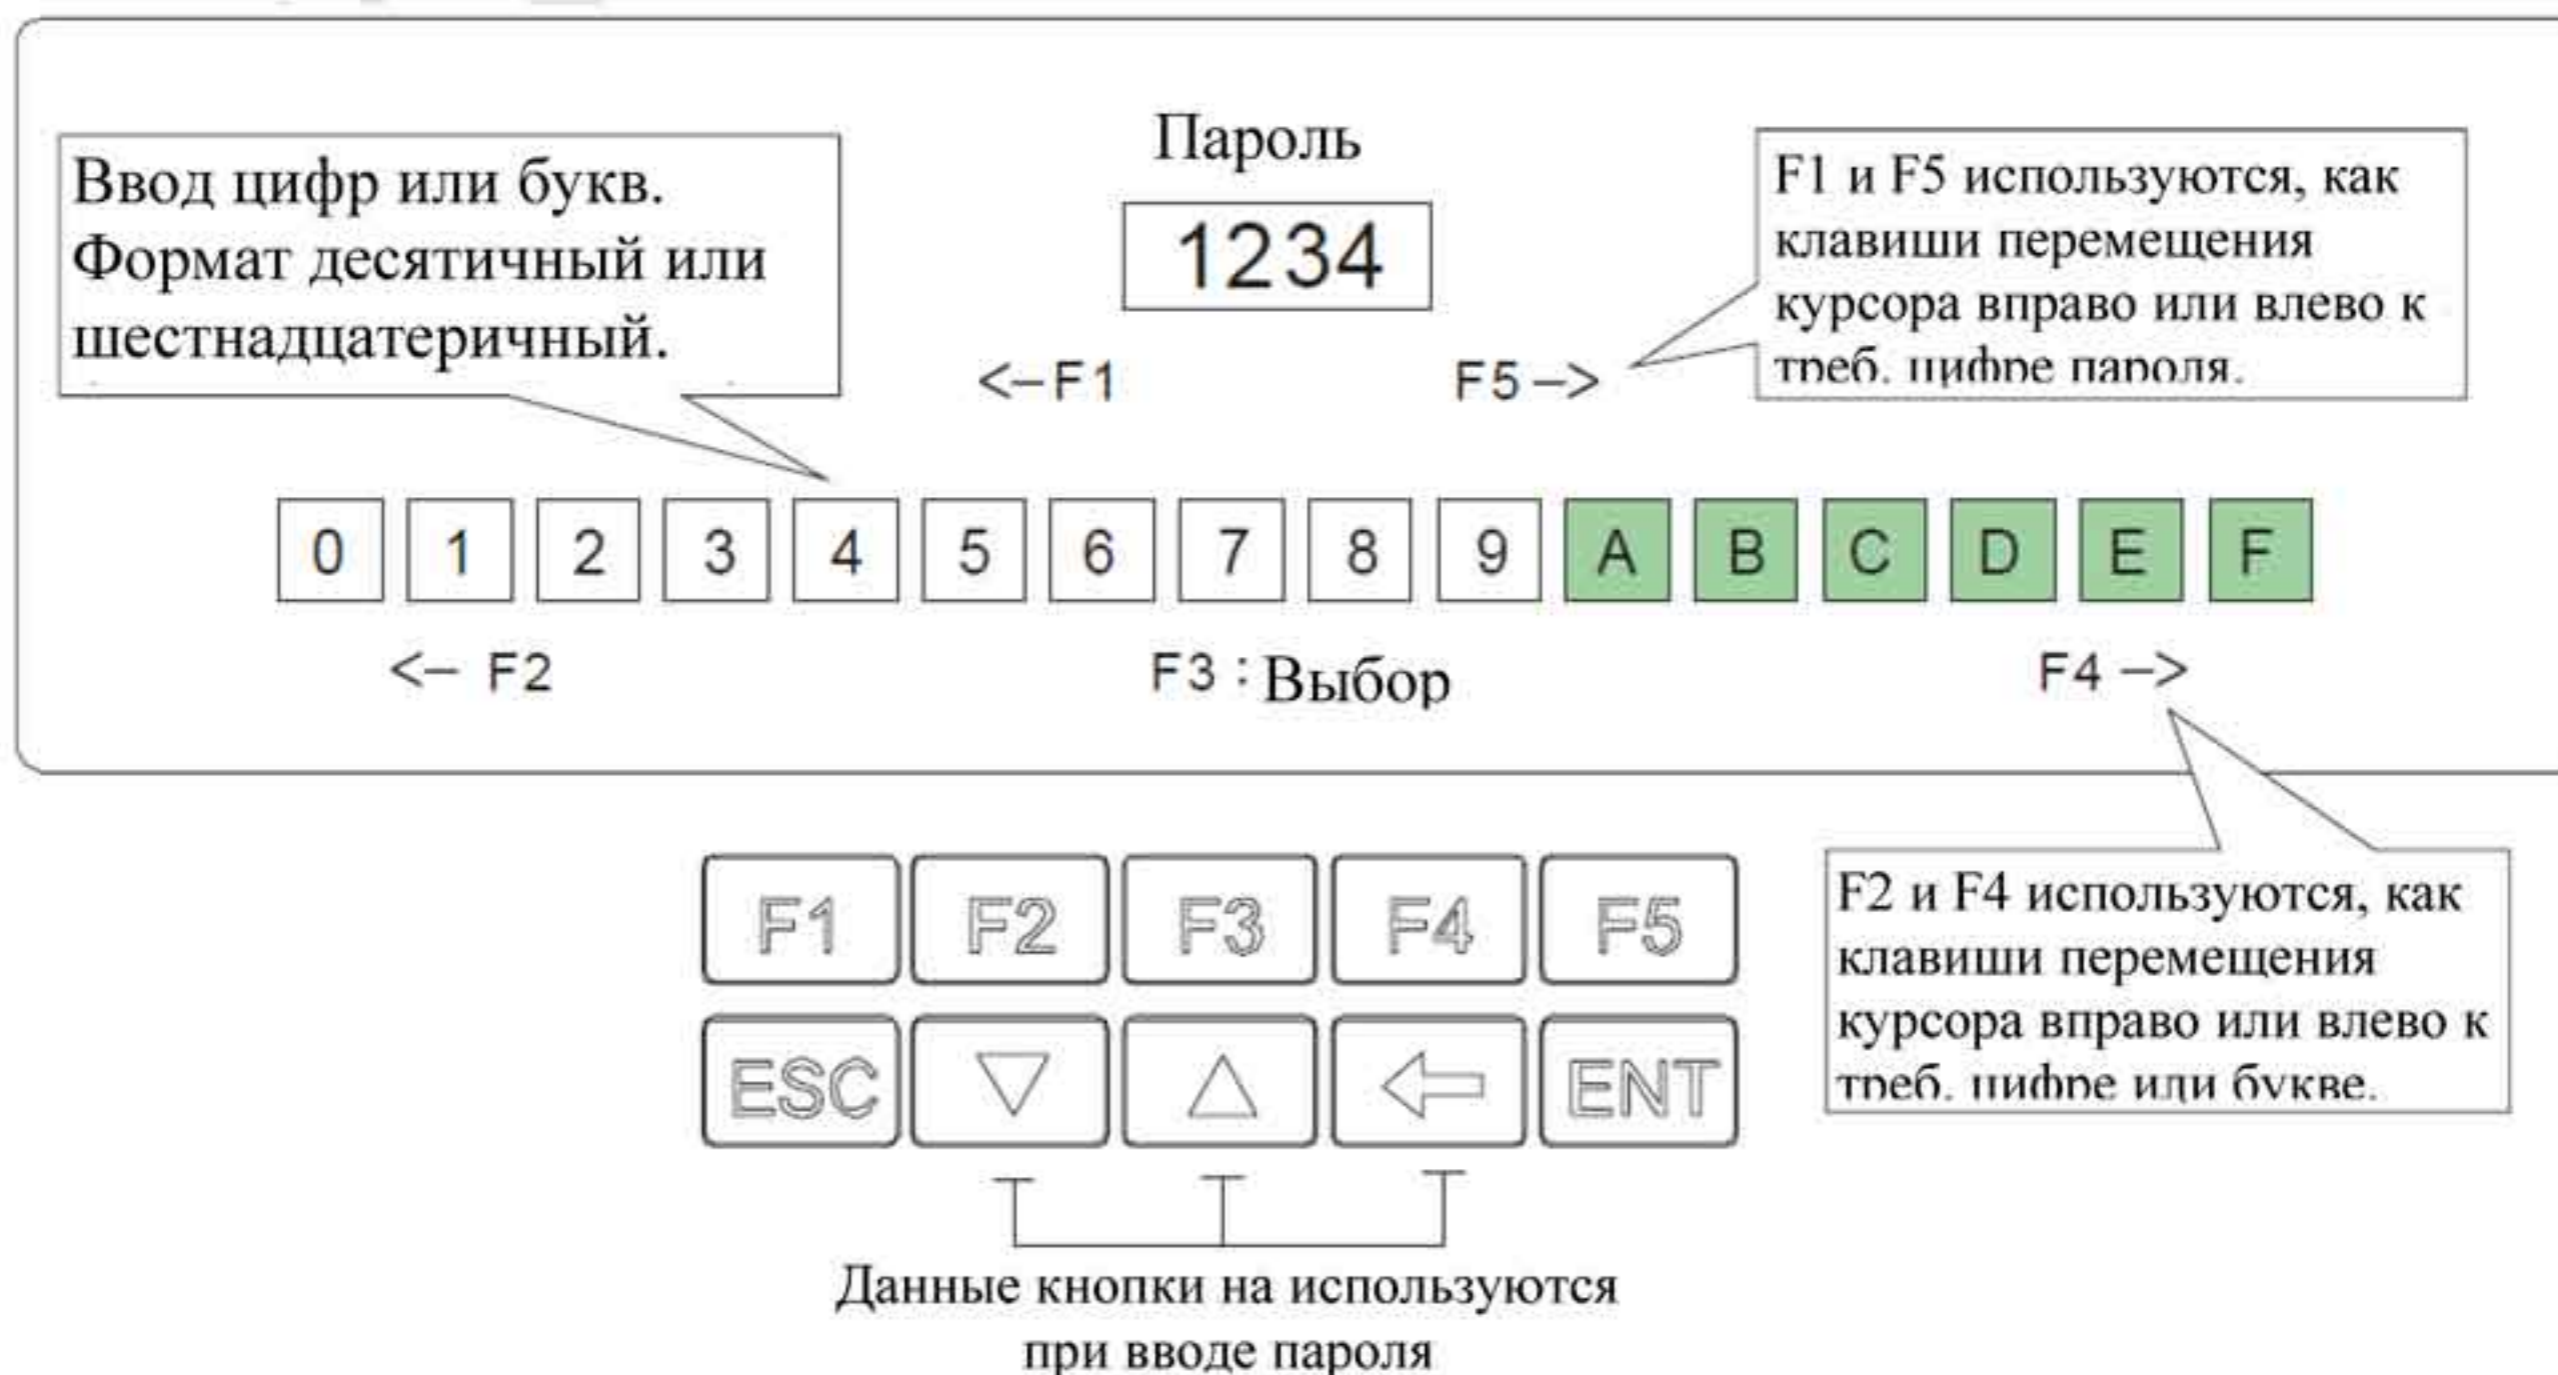 Пароль
Ввод цифр или букв.
Формат десятичный или
шестнадцатеричный.
1234
F1 и F5 используются, как
клавиши перемещения
курсора вправо или влево к
треб. цифре пароля.
<–F1 F5–>
0 1 2 3 4 5 6 7 8 9 A B C D E F
<– F2 F3 : Выбор F4 –>
F1 F2 F3 F4 F5
ESC ▽ △ ⇦ ENT
F2 и F4 используются, как
клавиши перемещения
курсора вправо или влево к
треб. цифре или букве.
Данные кнопки на используются
при вводе пароля